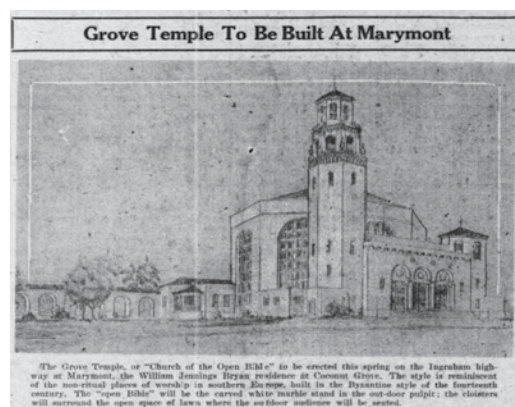 Grove Temple To Be Built At Marymont
The Grove Temple, or "Church of the Open Bible" to be erected this spring on the Ingraham high-
way at Marymont, the William Jennings Bryan residence at Coconut Grove. The style is reminiscent
of the non-ritual places of worship in southern Europe, built in the Byzantine style of the fourteenth
century. The "open Bible" will be the carved white marble stand in the out-door pulpit; the cloisters
will surround the open space of lawn where the outdoor audience will be seated.